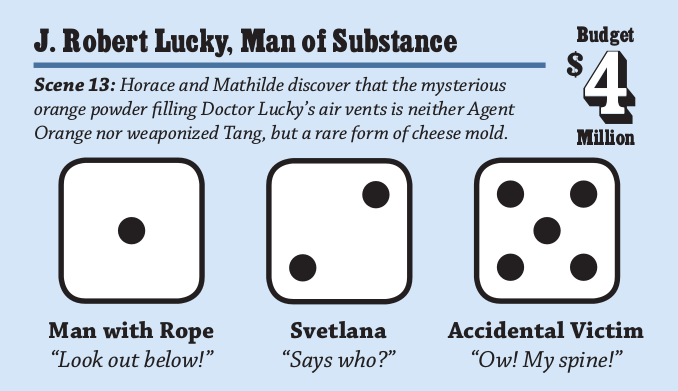 J. Robert Lucky, Man of Substance
Budget
$4
Million
Scene 13: Horace and Mathilde discover that the mysterious
orange powder filling Doctor Lucky's air vents is neither Agent
Orange nor weaponized Tang, but a rare form of cheese mold.
Man with Rope
“Look out below!”
Svetlana
“Says who?”
Accidental Victim
“Ow! My spine!”